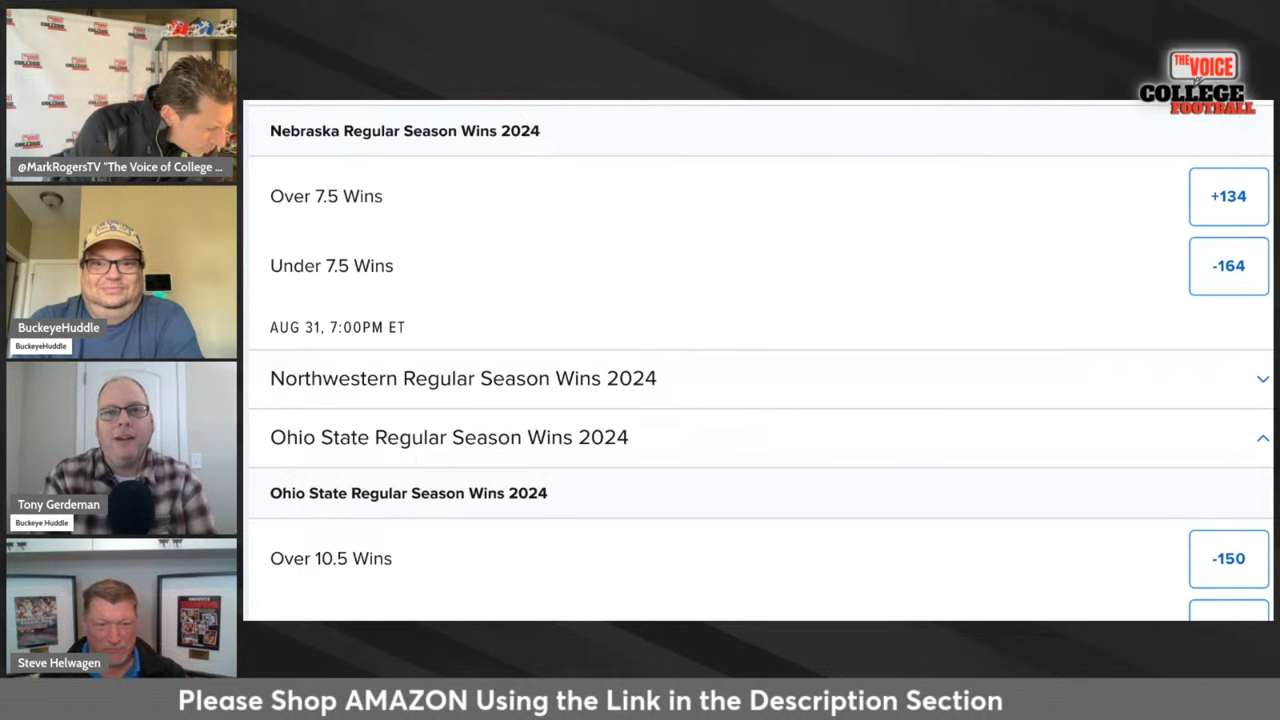 THE VOICE
OF
COLLEGE
FOOTBALL
@MarkRogersTV "The Voice of College ...
BuckeyeHuddle
BuckeyeHuddle
Tony Gerdeman
Buckeye Huddle
Steve Helwagen
Nebraska Regular Season Wins 2024
Over 7.5 Wins
+134
Under 7.5 Wins
-164
AUG 31, 7:00PM ET
Northwestern Regular Season Wins 2024
Ohio State Regular Season Wins 2024
Ohio State Regular Season Wins 2024
Over 10.5 Wins
-150
Please Shop AMAZON Using the Link in the Description Section